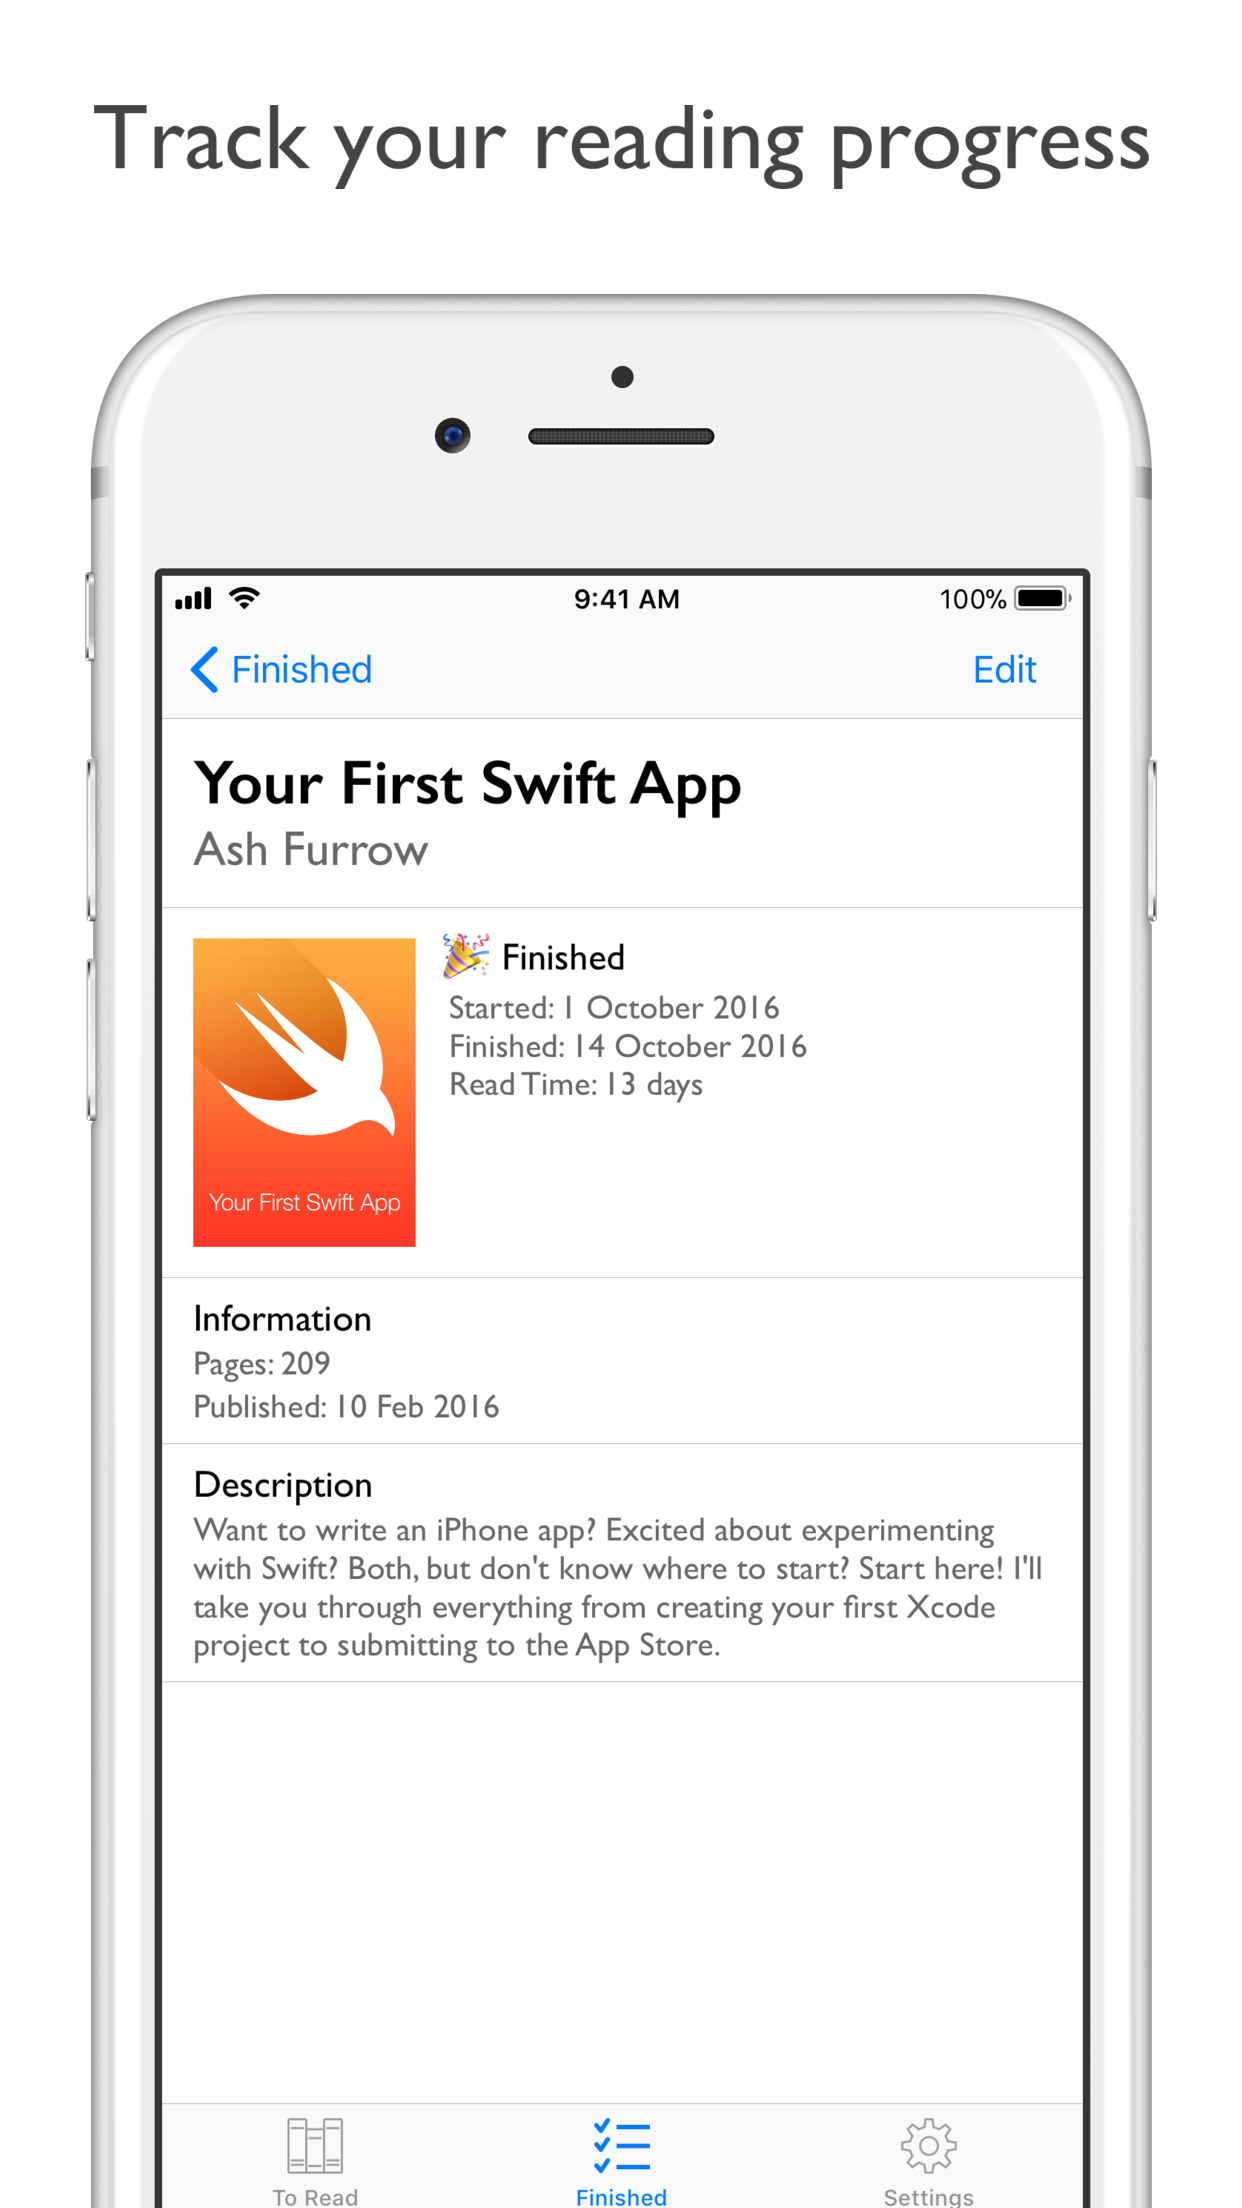 Track your reading progress
9:41 AM
100%
Finished
Edit
Your First Swift App
Ash Furrow
Your First Swift App
🎉 Finished
Started: 1 October 2016
Finished: 14 October 2016
Read Time: 13 days
Information
Pages: 209
Published: 10 Feb 2016
Description
Want to write an iPhone app? Excited about experimenting
with Swift? Both, but don't know where to start? Start here! I'll
take you through everything from creating your first Xcode
project to submitting to the App Store.
To Read
Finished
Settings